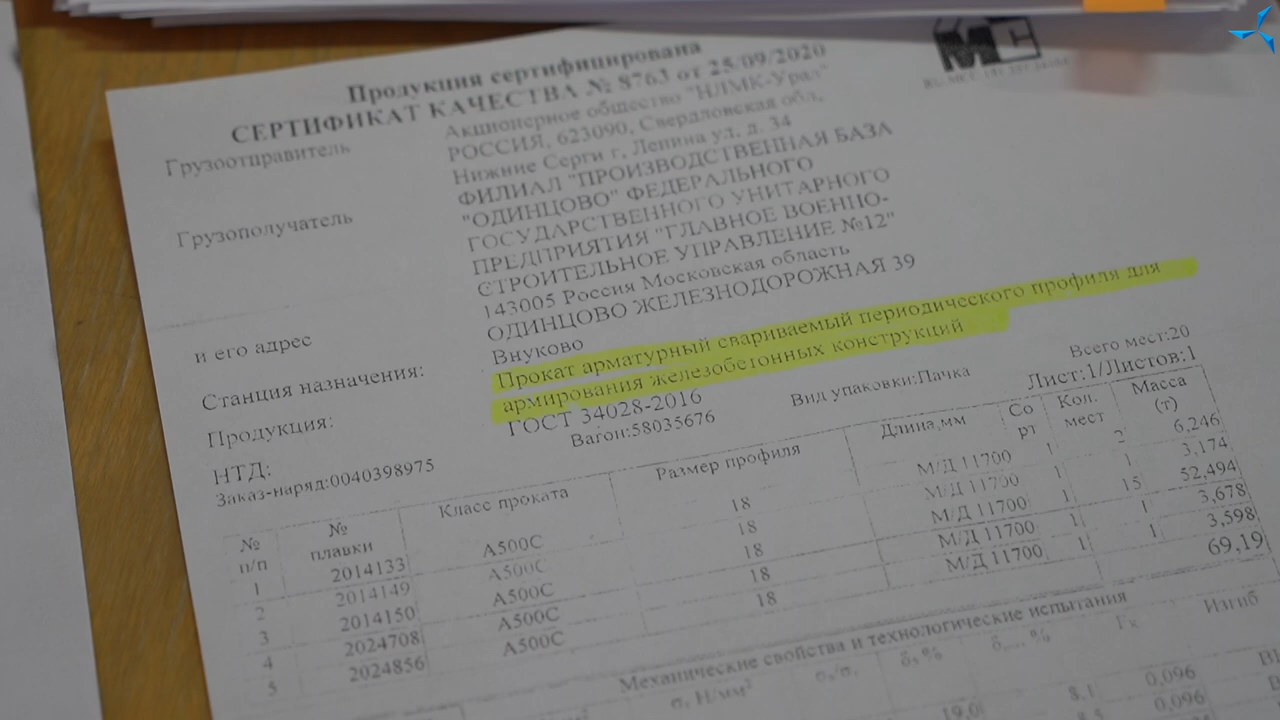 Продукция сертифицирована
СЕРТИФИКАТ КАЧЕСТВА № 8763 от 25/09/2020
МС
Грузоотправитель
Акционерное общество "НЛМК-Урал"
РОССИЯ, 623090, Свердловская обл,
Нижние Серги г, Ленина ул, д. 34
Грузополучатель
ФИЛИАЛ "ПРОИЗВОДСТВЕННАЯ БАЗА
"ОДИНЦОВО" ФЕДЕРАЛЬНОГО
ГОСУДАРСТВЕННОГО УНИТАРНОГО
ПРЕДПРИЯТИЯ "ГЛАВНОЕ ВОЕННО-
СТРОИТЕЛЬНОЕ УПРАВЛЕНИЕ №12"
и его адрес
143005 Россия Московская область
ОДИНЦОВО ЖЕЛЕЗНОДОРОЖНАЯ 39
Станция назначения:
Внуково
Продукция:
Прокат арматурный свариваемый периодического профиля для
армирования железобетонных конструкций
НТД:
ГОСТ 34028-2016
Всего мест:20
Заказ-наряд:0040398975
Вагон:58035676
Вид упаковки:Пачка
Лист:1/Листов:1
№ п/п № плавки Класс проката Размер профиля Длина,мм Со рт Кол. мест Масса (т)
1 2014133 А500С 18 М/Д 11700 1 2 6,246
2 2014149 А500С 18 М/Д 11700 1 1 3,174
3 2014150 А500С 18 М/Д 11700 1 15 52,494
4 2024708 А500С 18 М/Д 11700 1 1 3,678
5 2024856 А500С 18 М/Д 11700 1 1 3,598
69,19
Механические свойства и технологические испытания
Н/мм² % % Изгиб
19,0 8,1 0,096
8,5 0,096